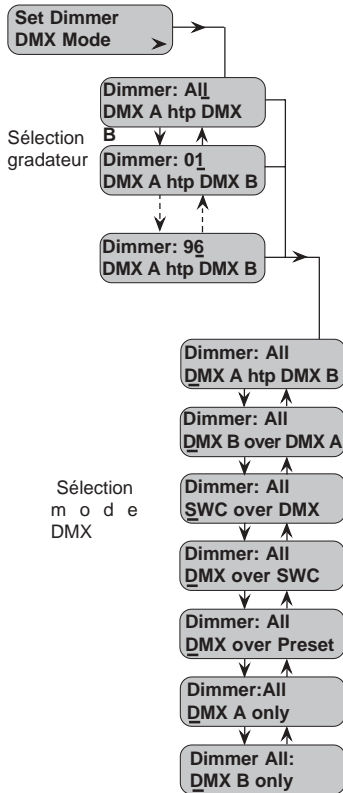 Set Dimmer
DMX Mode
Dimmer: All
DMX A htp DMX
B
Sélection
gradateur
Dimmer: 01
DMX A htp DMX B
Dimmer: 96
DMX A htp DMX B
Dimmer: All
DMX A htp DMX B
Dimmer: All
DMX B over DMX A
Sélection
m o d e
DMX
Dimmer: All
SWC over DMX
Dimmer: All
DMX over SWC
Dimmer: All
DMX over Preset
Dimmer:All
DMX A only
Dimmer All:
DMX B only